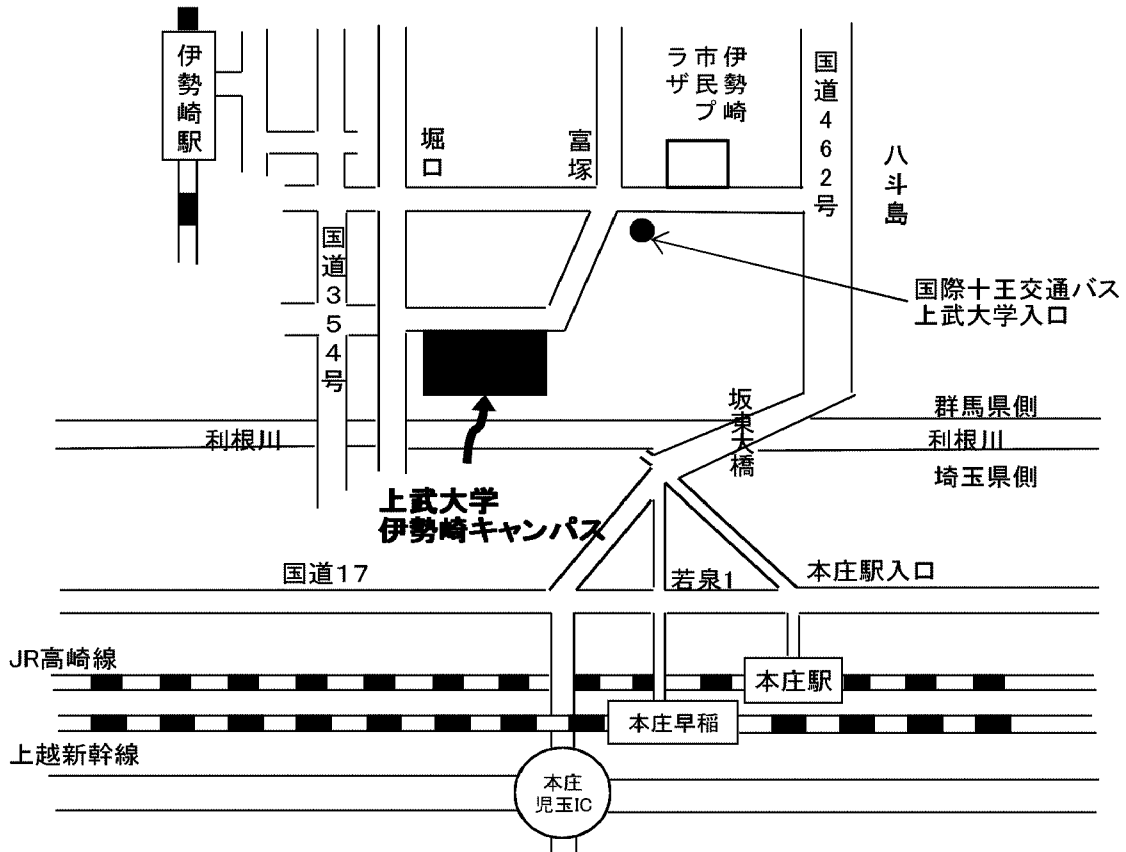 伊勢崎駅
堀口
富塚
伊勢崎
市民プ
ラザ
国道462号
八斗島
国道354号
国際十王交通バス
上武大学入口
坂東大橋
群馬県側
利根川
利根川
埼玉県側
上武大学
伊勢崎キャンパス
国道17
若泉1
本庄駅入口
JR高崎線
本庄駅
本庄早稲
上越新幹線
本庄
児玉IC